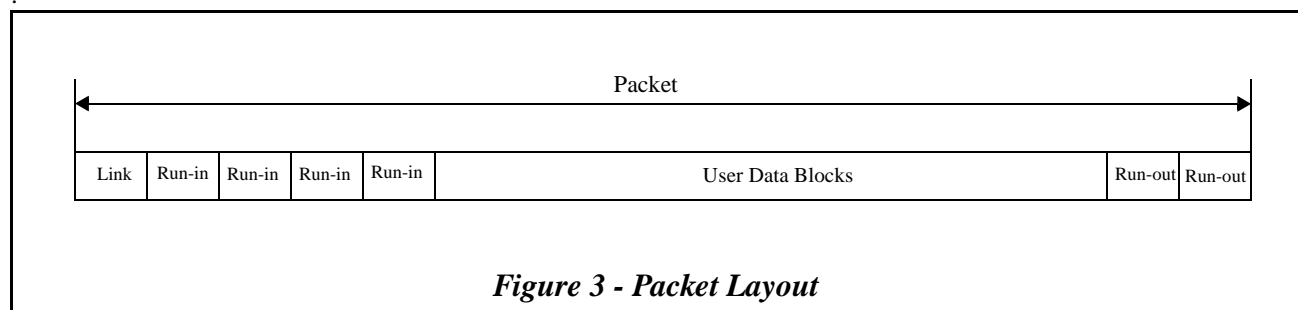 .
Packet
Link Run-in Run-in Run-in Run-in User Data Blocks Run-out Run-out
Figure 3 - Packet Layout